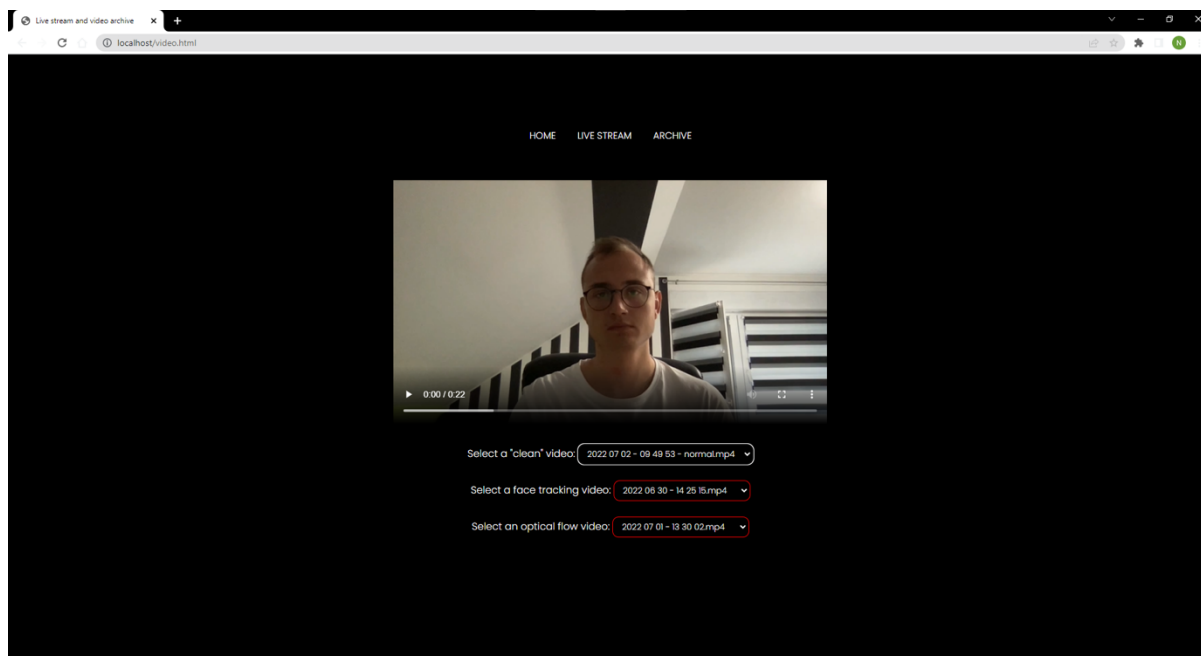 Live stream and video archive
localhost/video.html
N
HOME LIVE STREAM ARCHIVE
0:00 / 0:22
Select a "clean" video: 2022 07 02 - 09 49 53 - normal.mp4
Select a face tracking video: 2022 06 30 - 14 25 15.mp4
Select an optical flow video: 2022 07 01 - 13 30 02.mp4